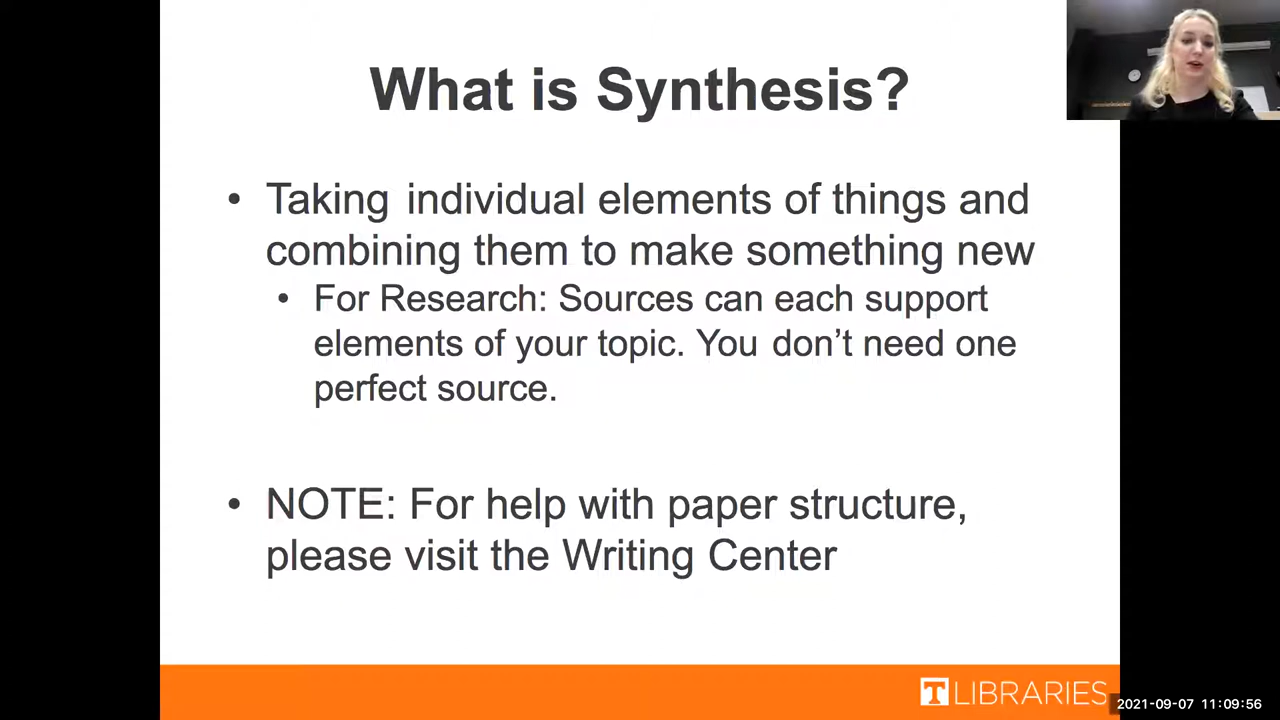 What is Synthesis?
• Taking individual elements of things and
combining them to make something new
• For Research: Sources can each support
elements of your topic. You don’t need one
perfect source.
• NOTE: For help with paper structure,
please visit the Writing Center
T LIBRARIES
2021-09-07 11:09:56